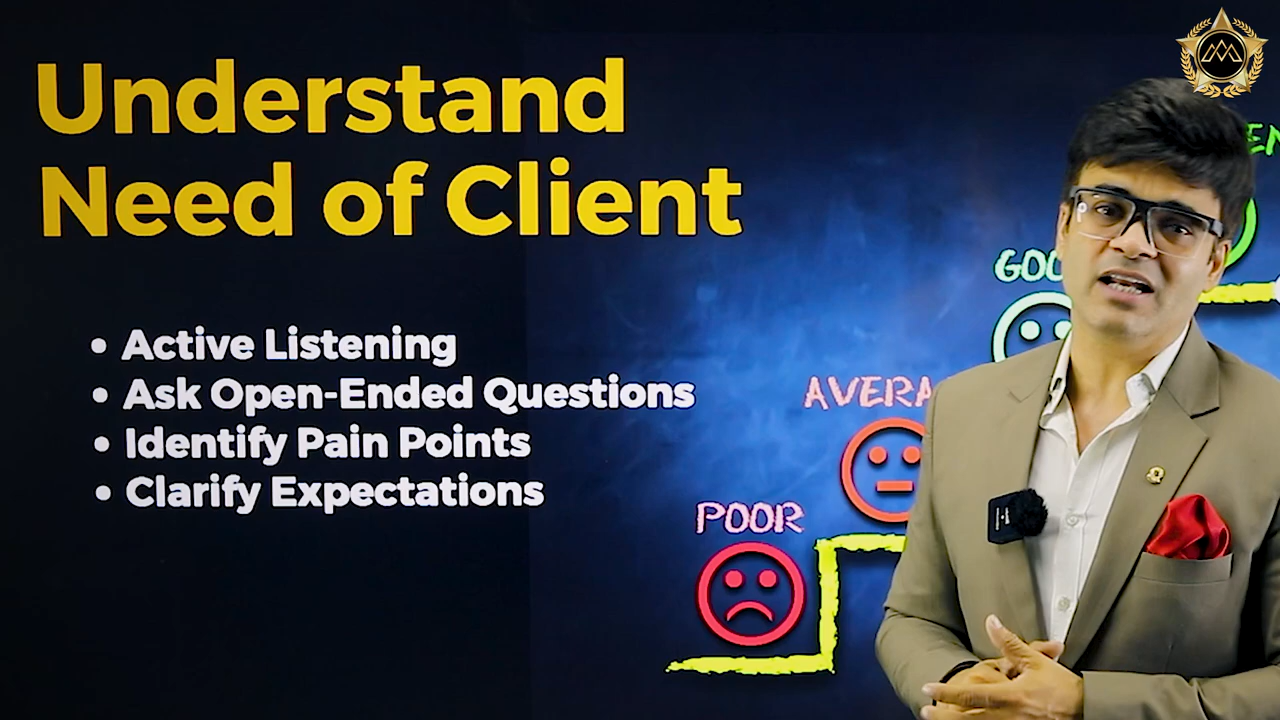 Understand
Need of Client
• Active Listening
• Ask Open-Ended Questions
• Identify Pain Points
• Clarify Expectations
POOR